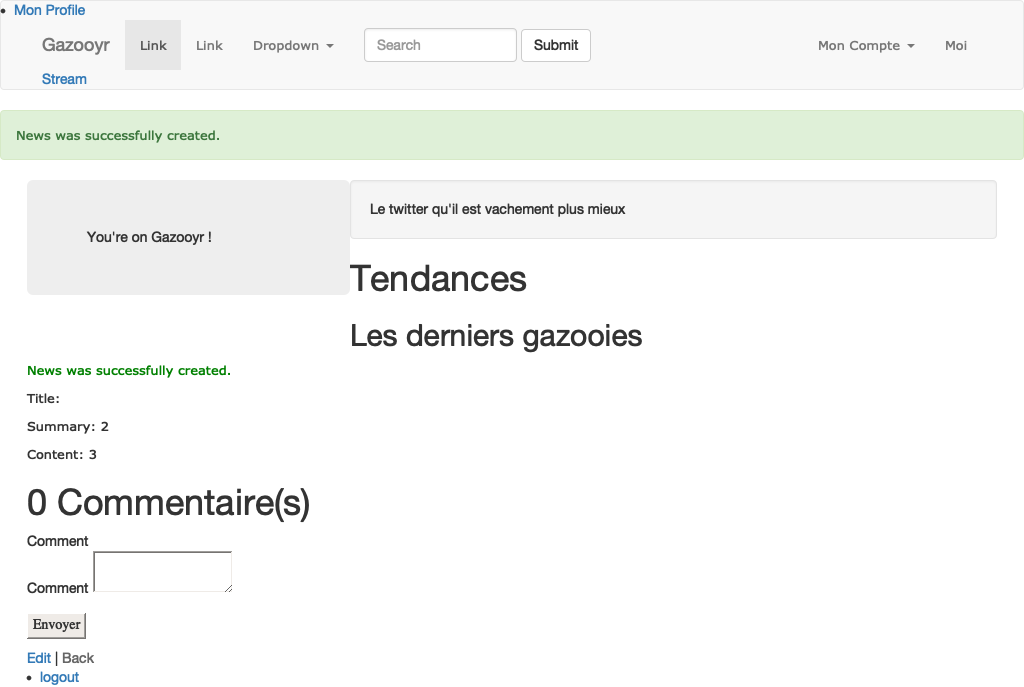 Mon Profile
Gazooyr Link Link Dropdown Search Submit Mon Compte Moi
Stream
News was successfully created.
You're on Gazooyr !
Le twitter qu'il est vachement plus mieux
Tendances
Les derniers gazooies
News was successfully created.
Title:
Summary: 2
Content: 3
0 Commentaire(s)
Comment
Comment
Envoyer
Edit | Back
logout